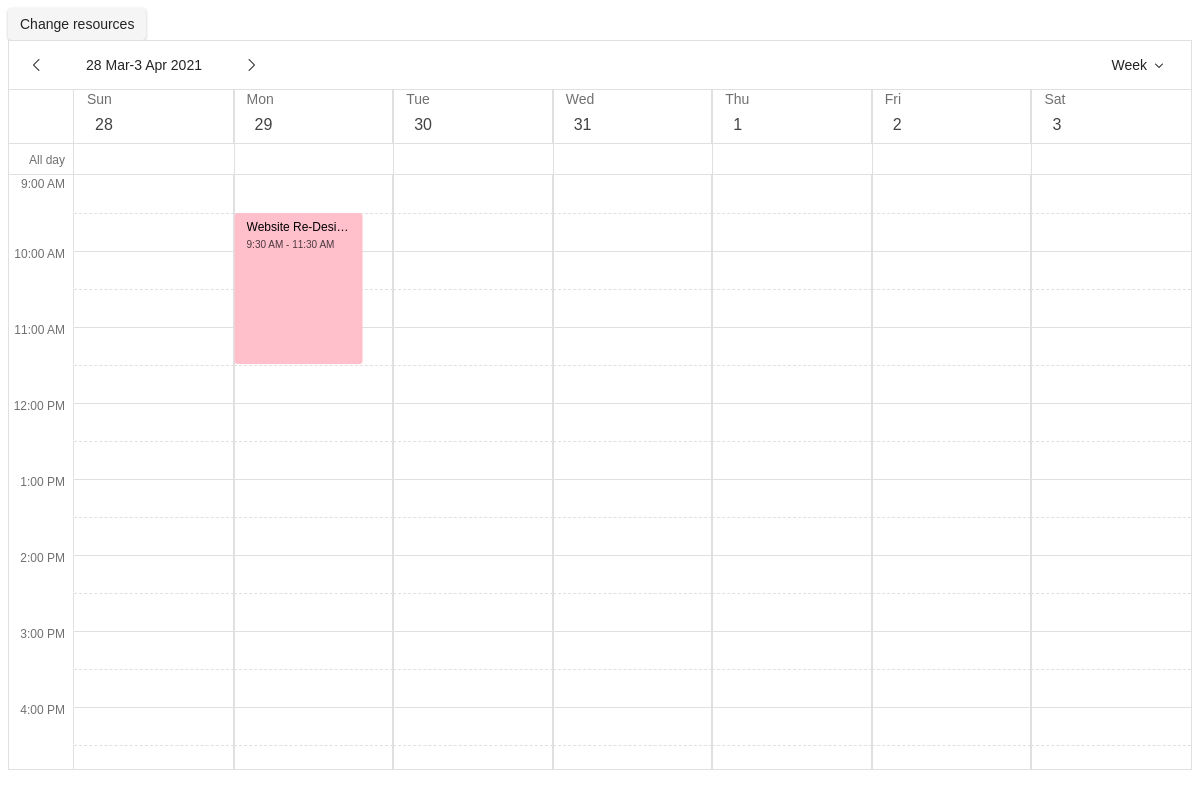 Change resources
28 Mar-3 Apr 2021
Week
Sun Mon Tue Wed Thu Fri Sat
28 29 30 31 1 2 3
All day
9:00 AM
Website Re-Desi...
9:30 AM - 11:30 AM
10:00 AM
11:00 AM
12:00 PM
1:00 PM
2:00 PM
3:00 PM
4:00 PM